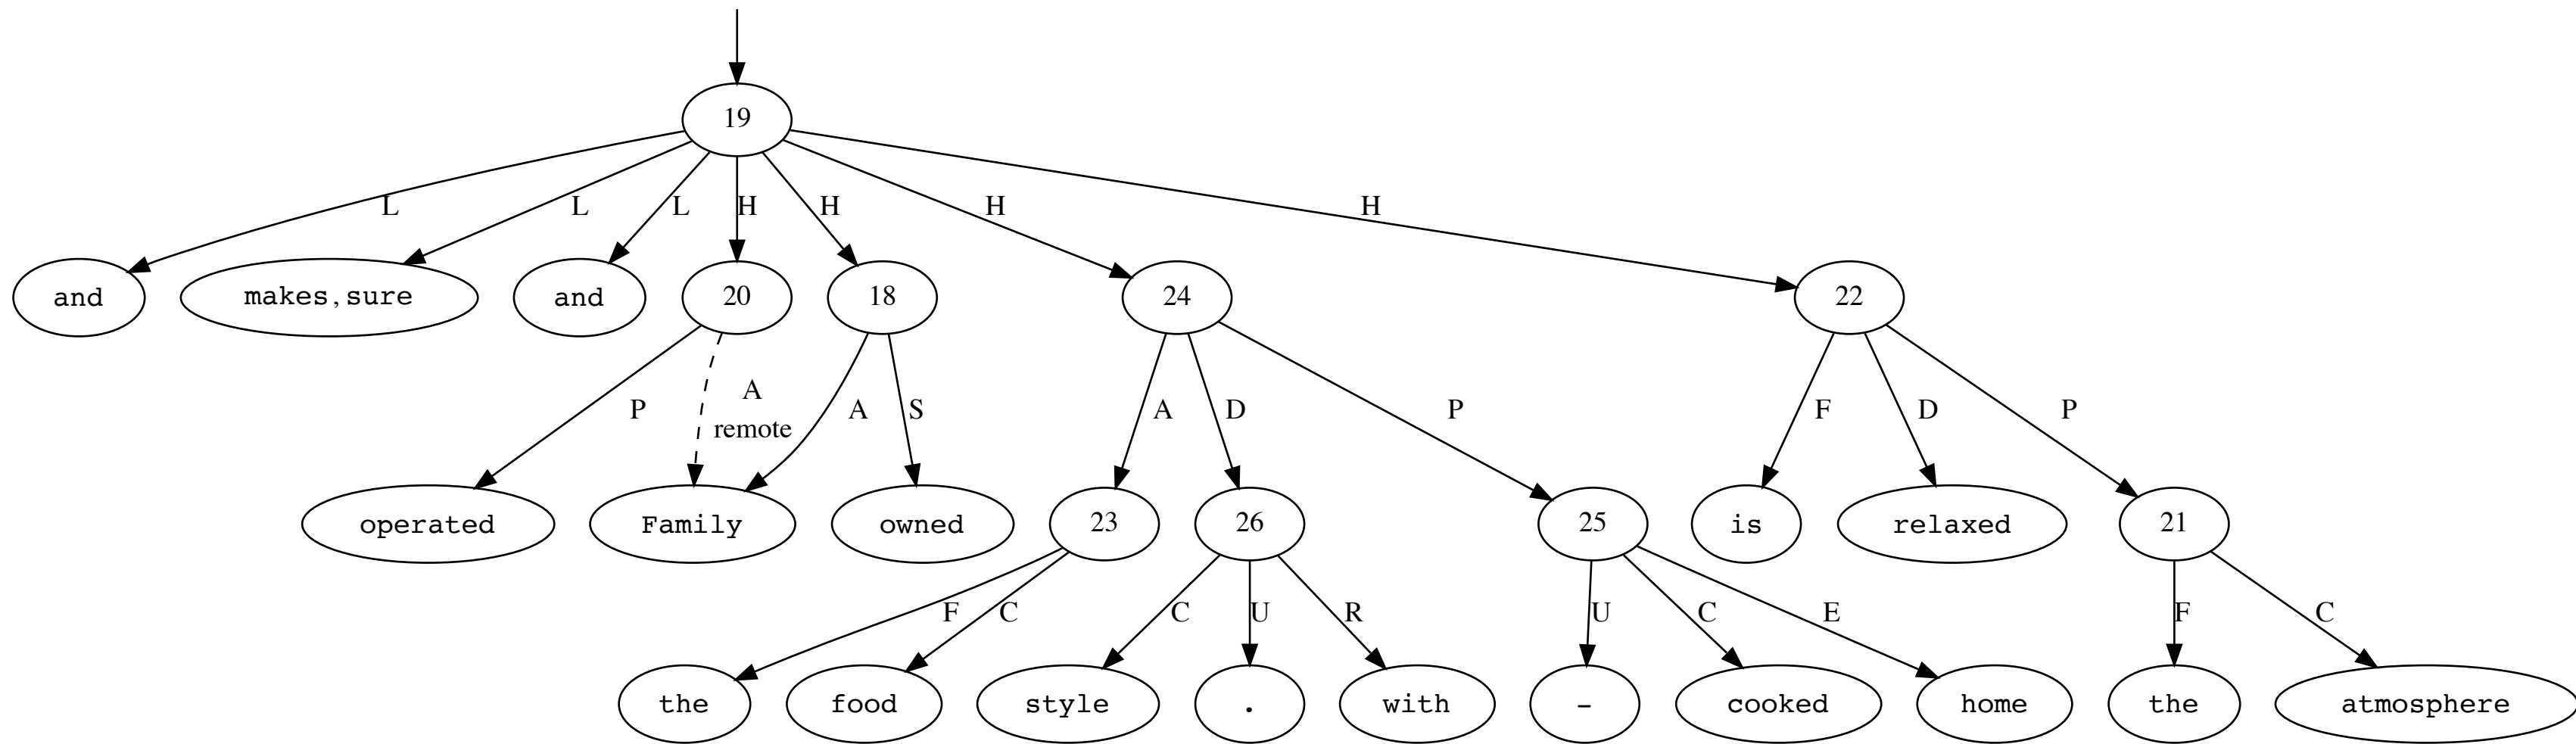 19
L L L H H H H
and makes,sure and 20 18 24 22
P A remote A S A D P F D P
operated Family owned 23 26 25 is relaxed 21
F C C U R U C E F C
the food style . with - cooked home the atmosphere